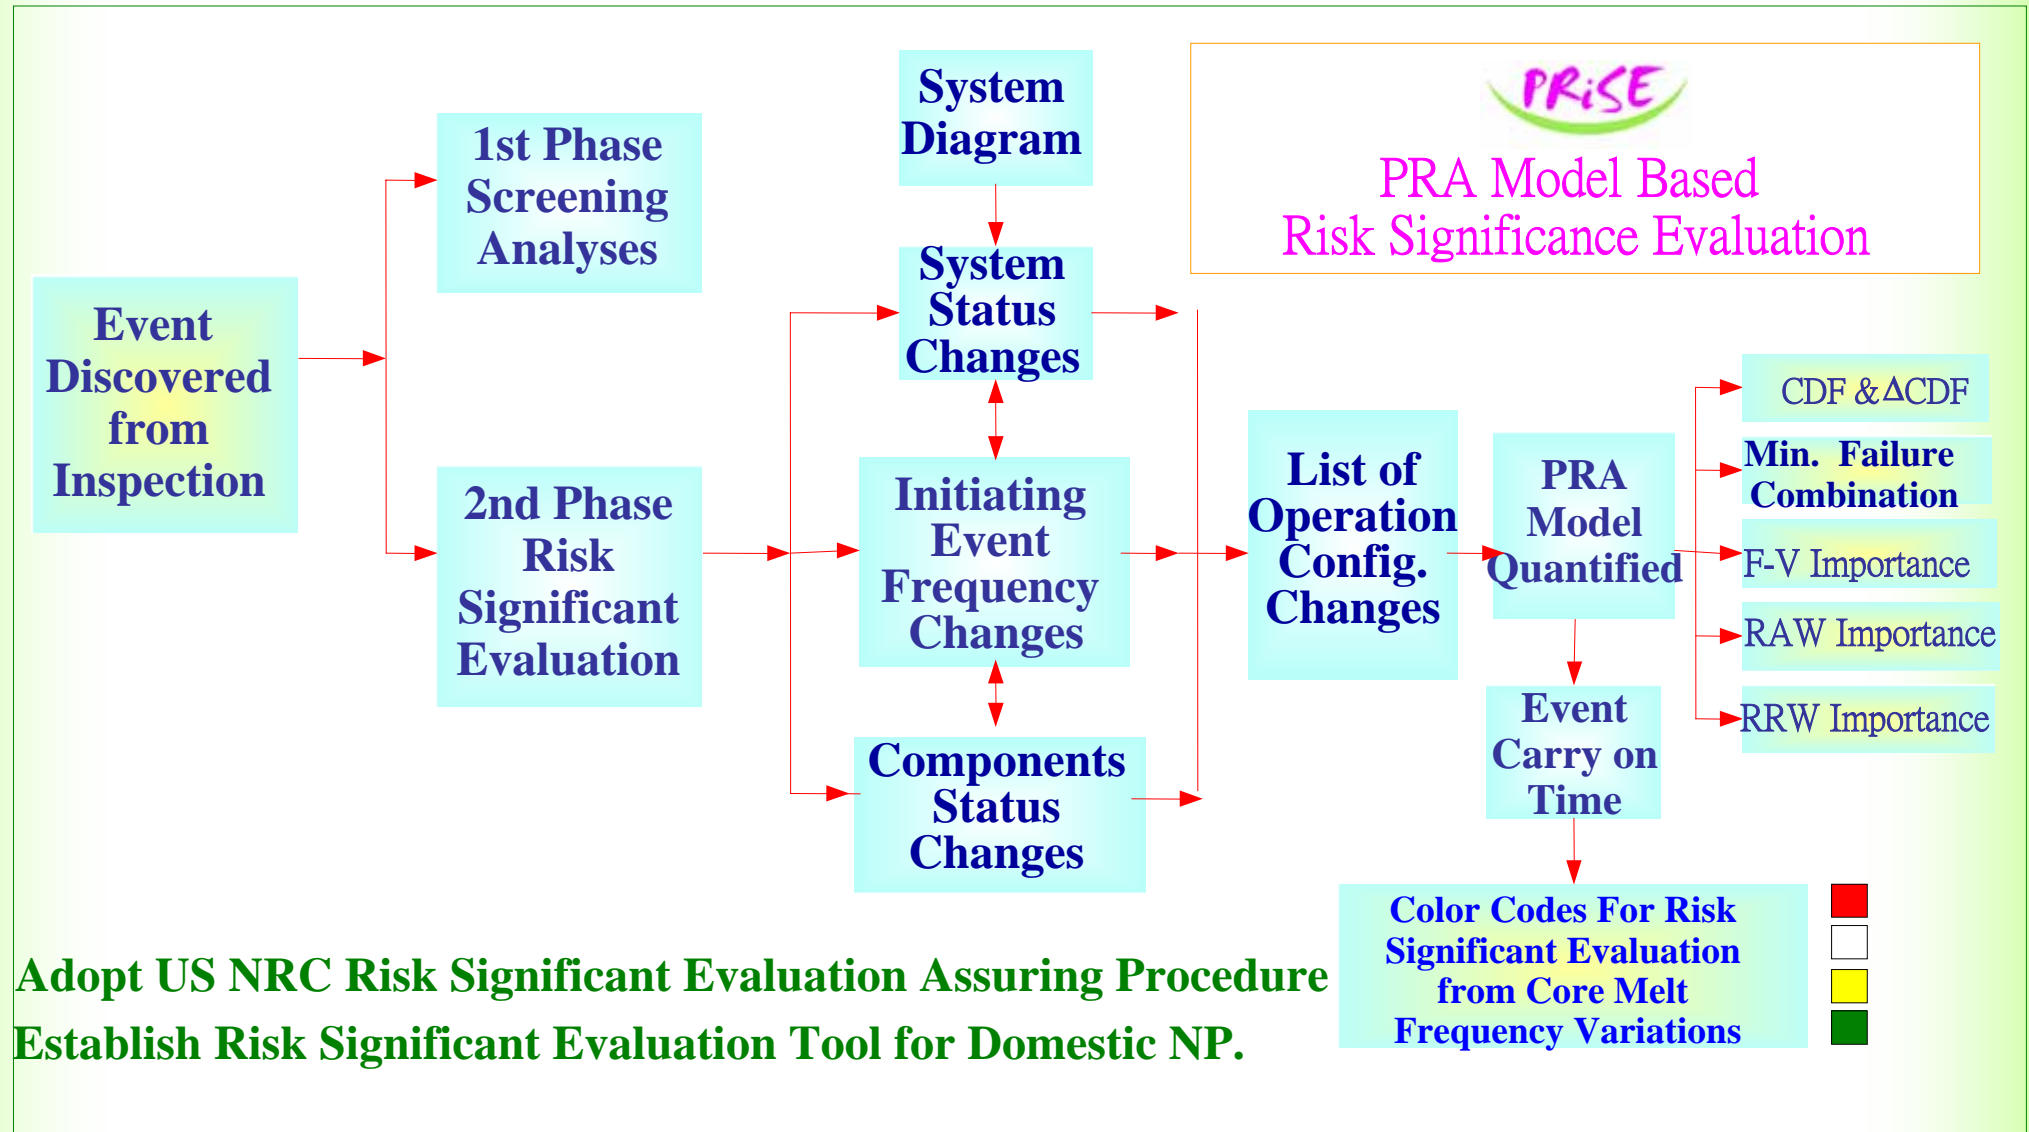 PRiSE
PRA Model Based
Risk Significance Evaluation
Event
Discovered
from
Inspection
1st Phase
Screening
Analyses
2nd Phase
Risk
Significant
Evaluation
System
Diagram
System
Status
Changes
Initiating
Event
Frequency
Changes
Components
Status
Changes
List of
Operation
Config.
Changes
PRA
Model
Quantified
CDF & ΔCDF
Min. Failure
Combination
F-V Importance
RAW Importance
RRW Importance
Event
Carry on
Time
Color Codes For Risk
Significant Evaluation
from Core Melt
Frequency Variations
Adopt US NRC Risk Significant Evaluation Assuring Procedure
Establish Risk Significant Evaluation Tool for Domestic NP.